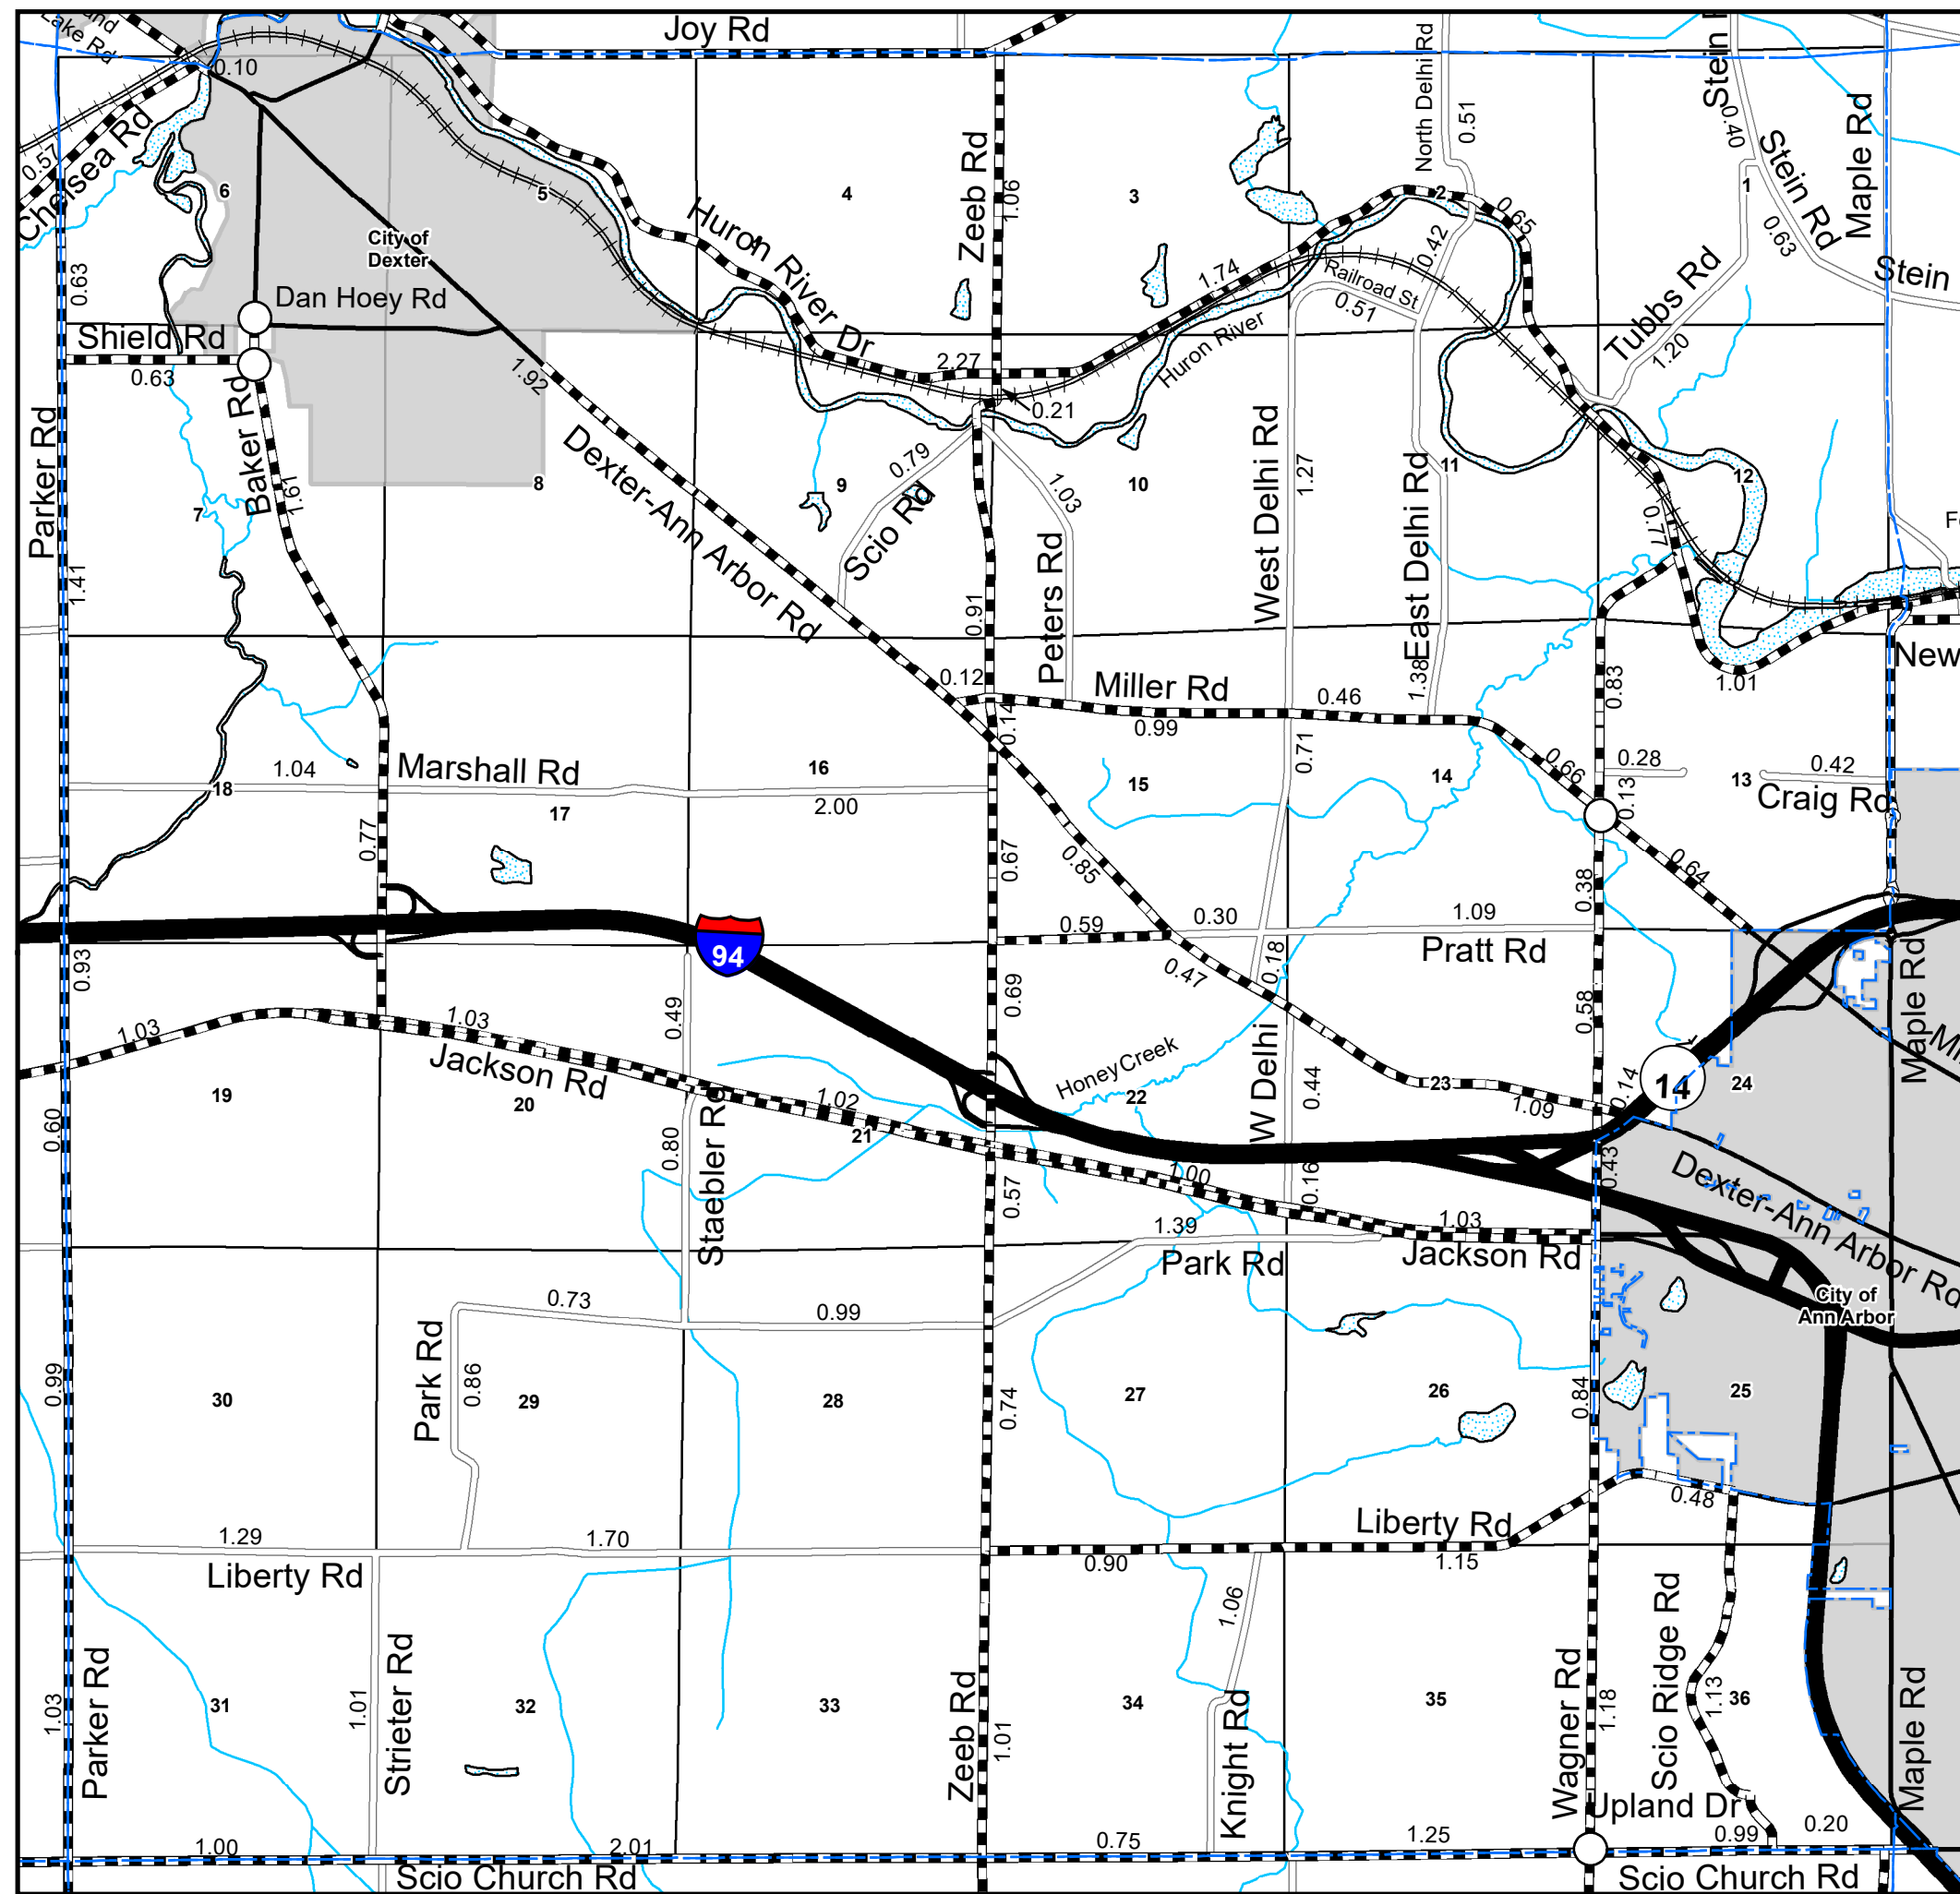 Joy Rd
Lake Rd
0.10
0.57
Chelsea Rd
6
5
4
3
2
1
City of
Dexter
Huron River Dr
Zeeb Rd
1.06
North Delhi Rd
0.51
0.65
0.42
1.74
Railroad St
0.51
Huron River
Stein Rd
0.40
0.63
Maple Rd
Stein
Tubbs Rd
1.20
0.63
Dan Hoey Rd
Shield Rd
0.63
1.92
2.27
0.21
Parker Rd
Baker Rd
1.61
7
8
9
10
11
12
1.41
Dexter-Ann Arbor Rd
0.79
Scio Rd
1.03
Peters Rd
0.91
West Delhi Rd
1.27
East Delhi Rd
1.38
0.77
1.01
New
0.83
0.12
0.14
Miller Rd
0.99
0.46
0.71
0.66
0.28
0.13
0.42
Craig Rd
13
14
15
16
17
18
1.04
Marshall Rd
2.00
0.77
0.67
0.85
0.38
0.64
0.59
0.30
1.09
Pratt Rd
94
0.93
0.49
0.69
0.47
0.18
0.58
Maple Rd
1.03
1.03
Jackson Rd
Honey Creek
W Delhi
0.44
0.14
14
19
20
21
22
23
24
0.60
0.80
Staebler Rd
1.02
1.00
0.16
1.09
0.43
Dexter-Ann Arbor Rd
0.57
1.39
Park Rd
1.03
Jackson Rd
City of
Ann Arbor
0.73
0.99
Park Rd
0.86
0.99
0.74
0.84
30
29
28
27
26
25
1.29
Liberty Rd
1.70
0.90
Liberty Rd
1.15
0.48
1.06
Parker Rd
1.03
Strieter Rd
1.01
Zeeb Rd
1.01
Knight Rd
Wagner Rd
1.18
Scio Ridge Rd
1.13
Maple Rd
31
32
33
34
35
36
Upland Dr
1.00
2.01
0.75
1.25
0.99
0.20
Scio Church Rd
Scio Church Rd